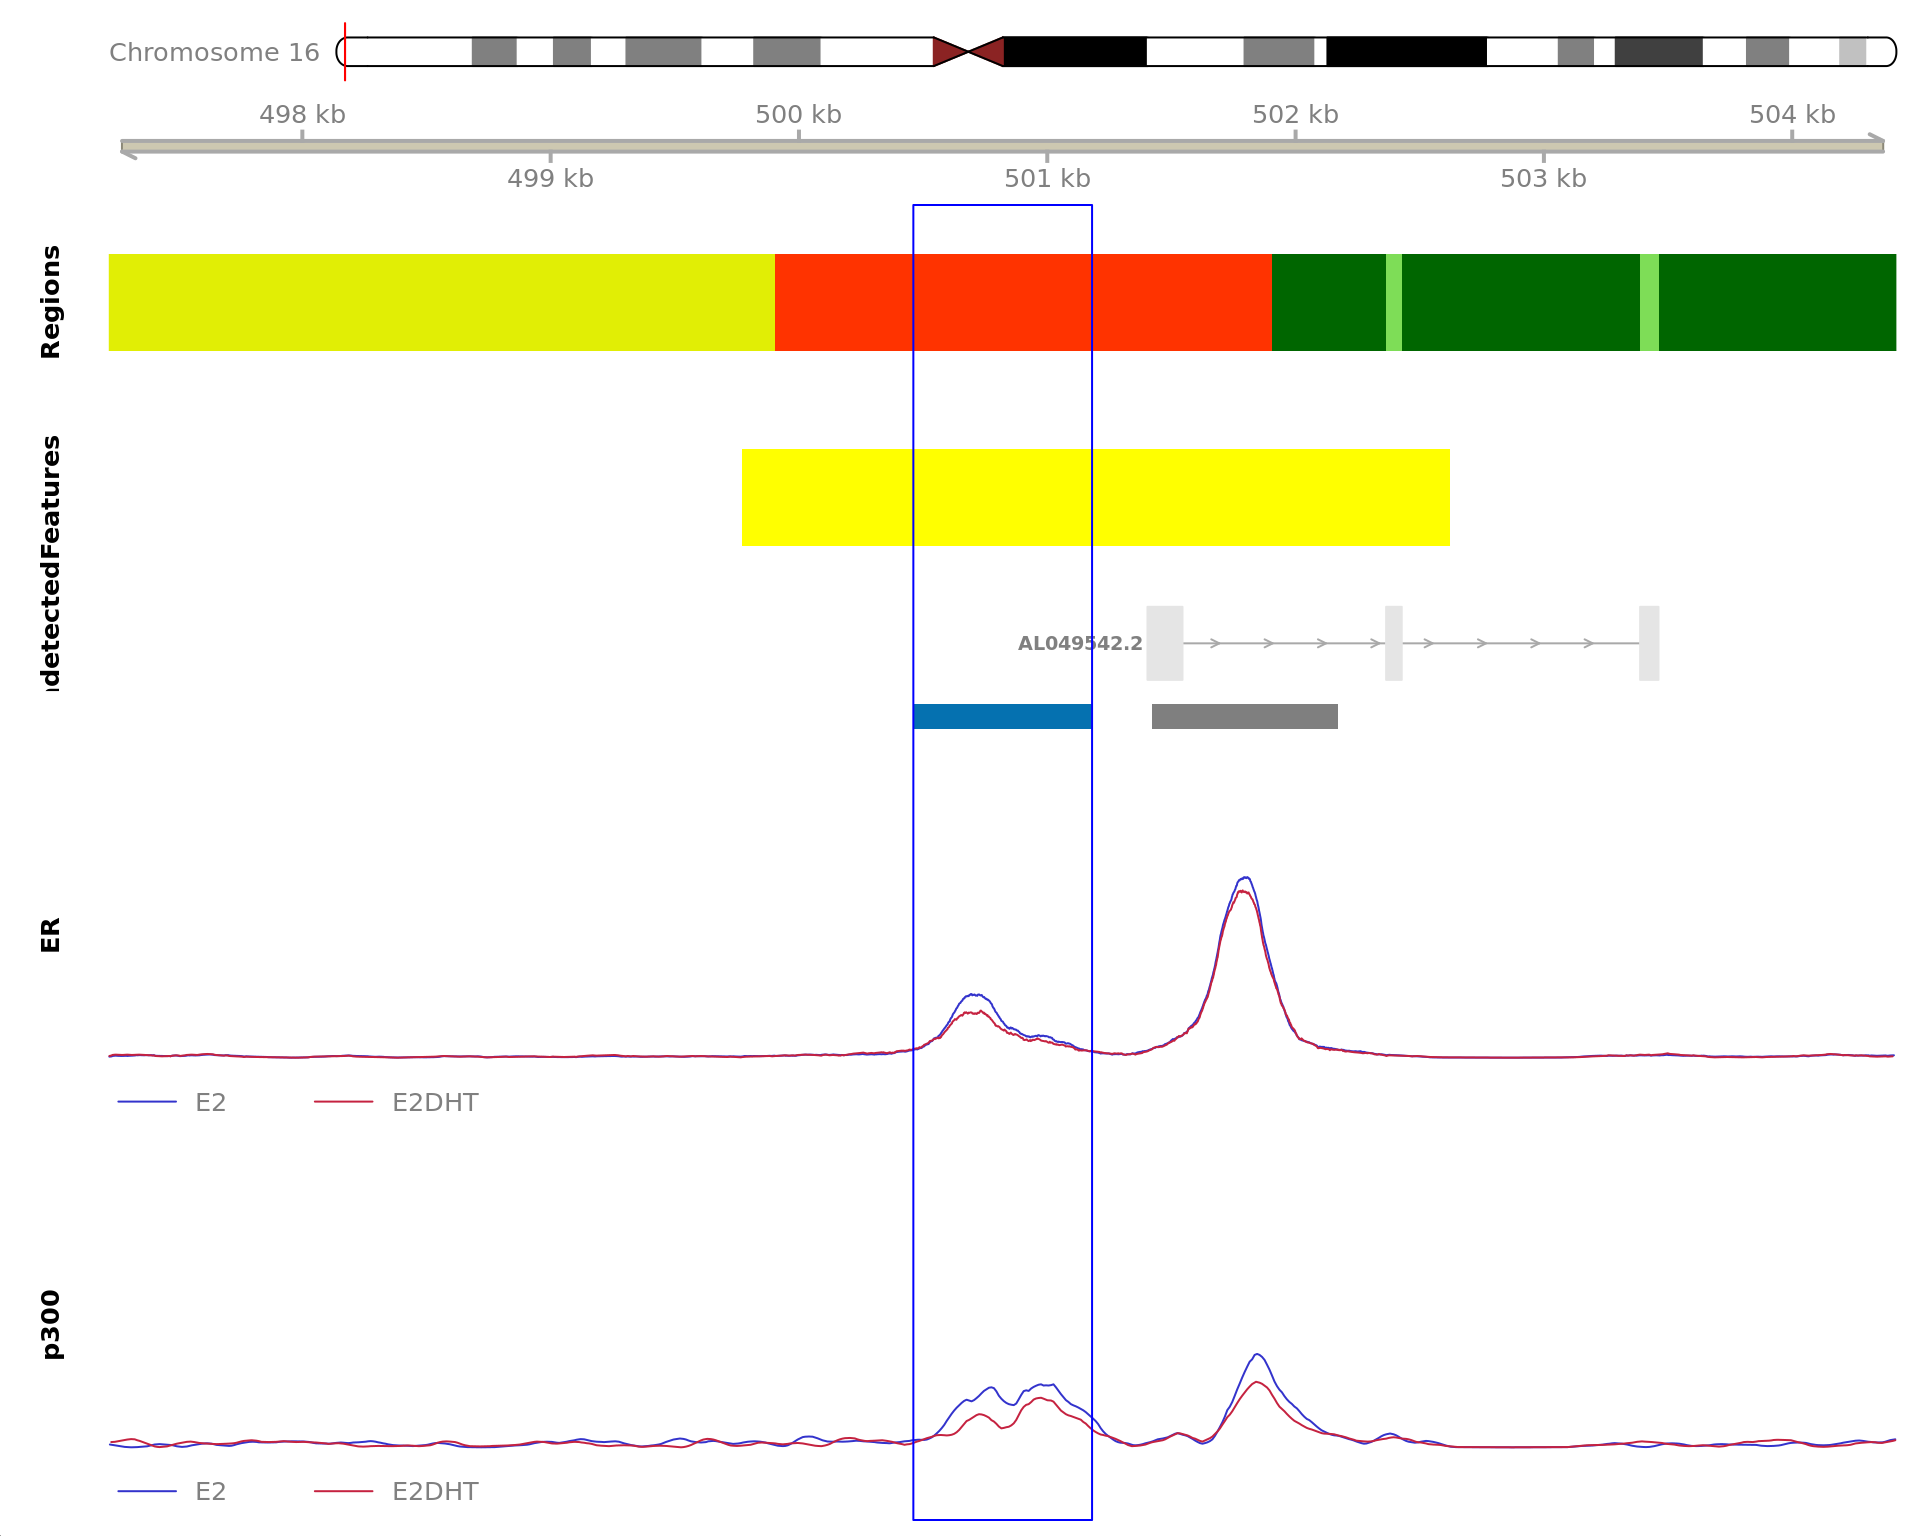 Chromosome 16
498 kb 500 kb 502 kb 504 kb
499 kb 501 kb 503 kb
Regions
AL049542.2
ER
E2 E2DHT
p300
E2 E2DHT